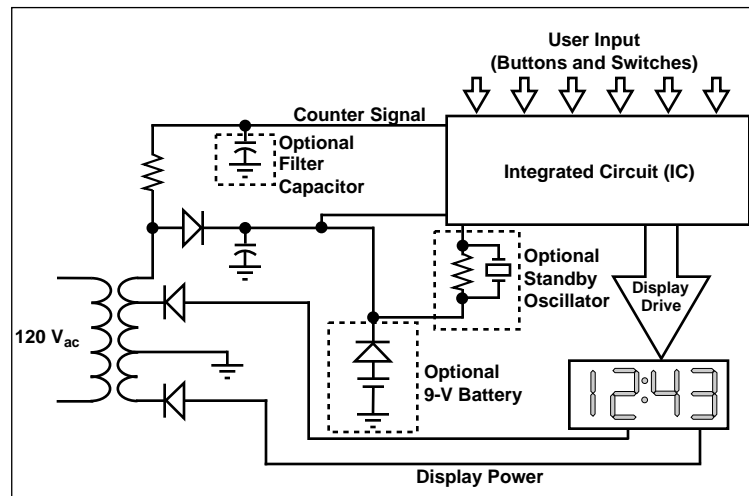 User Input
(Buttons and Switches)
Counter Signal
Optional
Filter
Capacitor
Integrated Circuit (IC)
Optional
Standby
Oscillator
Display
Drive
120 Vac
Optional
9-V Battery
12:43
Display Power